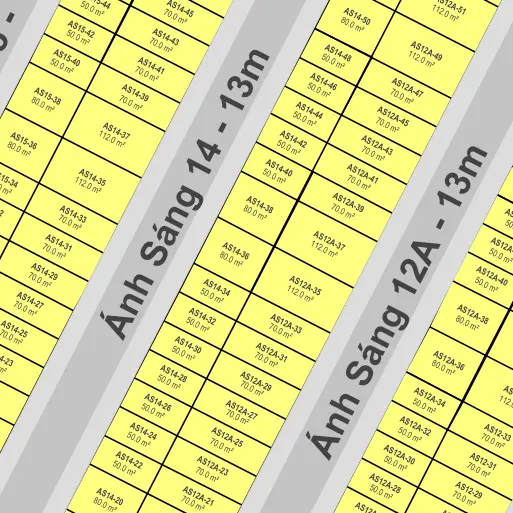 AS15-44
50.0 m²
AS15-42
50.0 m²
AS15-40
50.0 m²
AS15-38
80.0 m²
AS15-36
80.0 m²
AS14-45
70.0 m²
AS14-43
70.0 m²
AS14-41
70.0 m²
AS14-39
70.0 m²
AS14-37
112.0 m²
AS14-35
112.0 m²
AS14-33
70.0 m²
AS14-31
70.0 m²
AS14-29
70.0 m²
AS14-27
70.0 m²
AS14-25
70.0 m²
Ánh Sáng 14 - 13m
AS14-50
80.0 m²
AS14-48
50.0 m²
AS14-46
50.0 m²
AS14-44
50.0 m²
AS14-42
50.0 m²
AS14-40
50.0 m²
AS14-38
80.0 m²
AS14-36
80.0 m²
AS14-34
50.0 m²
AS14-32
50.0 m²
AS14-30
50.0 m²
AS14-28
50.0 m²
AS14-26
50.0 m²
AS14-24
50.0 m²
AS14-22
50.0 m²
AS14-20
80.0 m²
AS12A-51
112.0 m²
AS12A-49
112.0 m²
AS12A-47
70.0 m²
AS12A-45
70.0 m²
AS12A-43
70.0 m²
AS12A-41
70.0 m²
AS12A-39
70.0 m²
AS12A-37
112.0 m²
AS12A-35
112.0 m²
AS12A-33
70.0 m²
AS12A-31
70.0 m²
AS12A-29
70.0 m²
AS12A-27
70.0 m²
AS12A-25
70.0 m²
AS12A-23
70.0 m²
AS12A-21
70.0 m²
Ánh Sáng 12A - 13m
AS12A-40
50.0 m²
AS12A-38
80.0 m²
AS12A-36
80.0 m²
AS12A-34
50.0 m²
AS12A-32
50.0 m²
AS12A-30
50.0 m²
AS12A-28
50.0 m²
AS12-33
70.0 m²
AS12-31
70.0 m²
AS12-29
70.0 m²